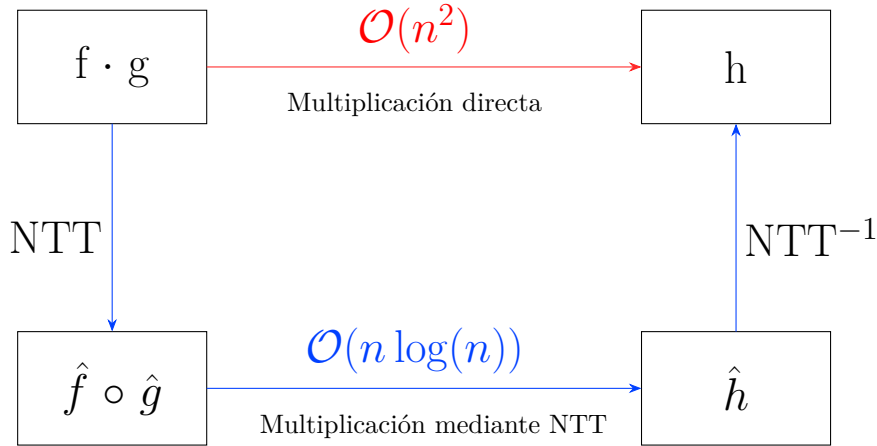 𝒪(n²)
f · g
h
Multiplicación directa
NTT
NTT⁻¹
𝒪(n log(n))
f̂ ∘ ĝ
ĥ
Multiplicación mediante NTT